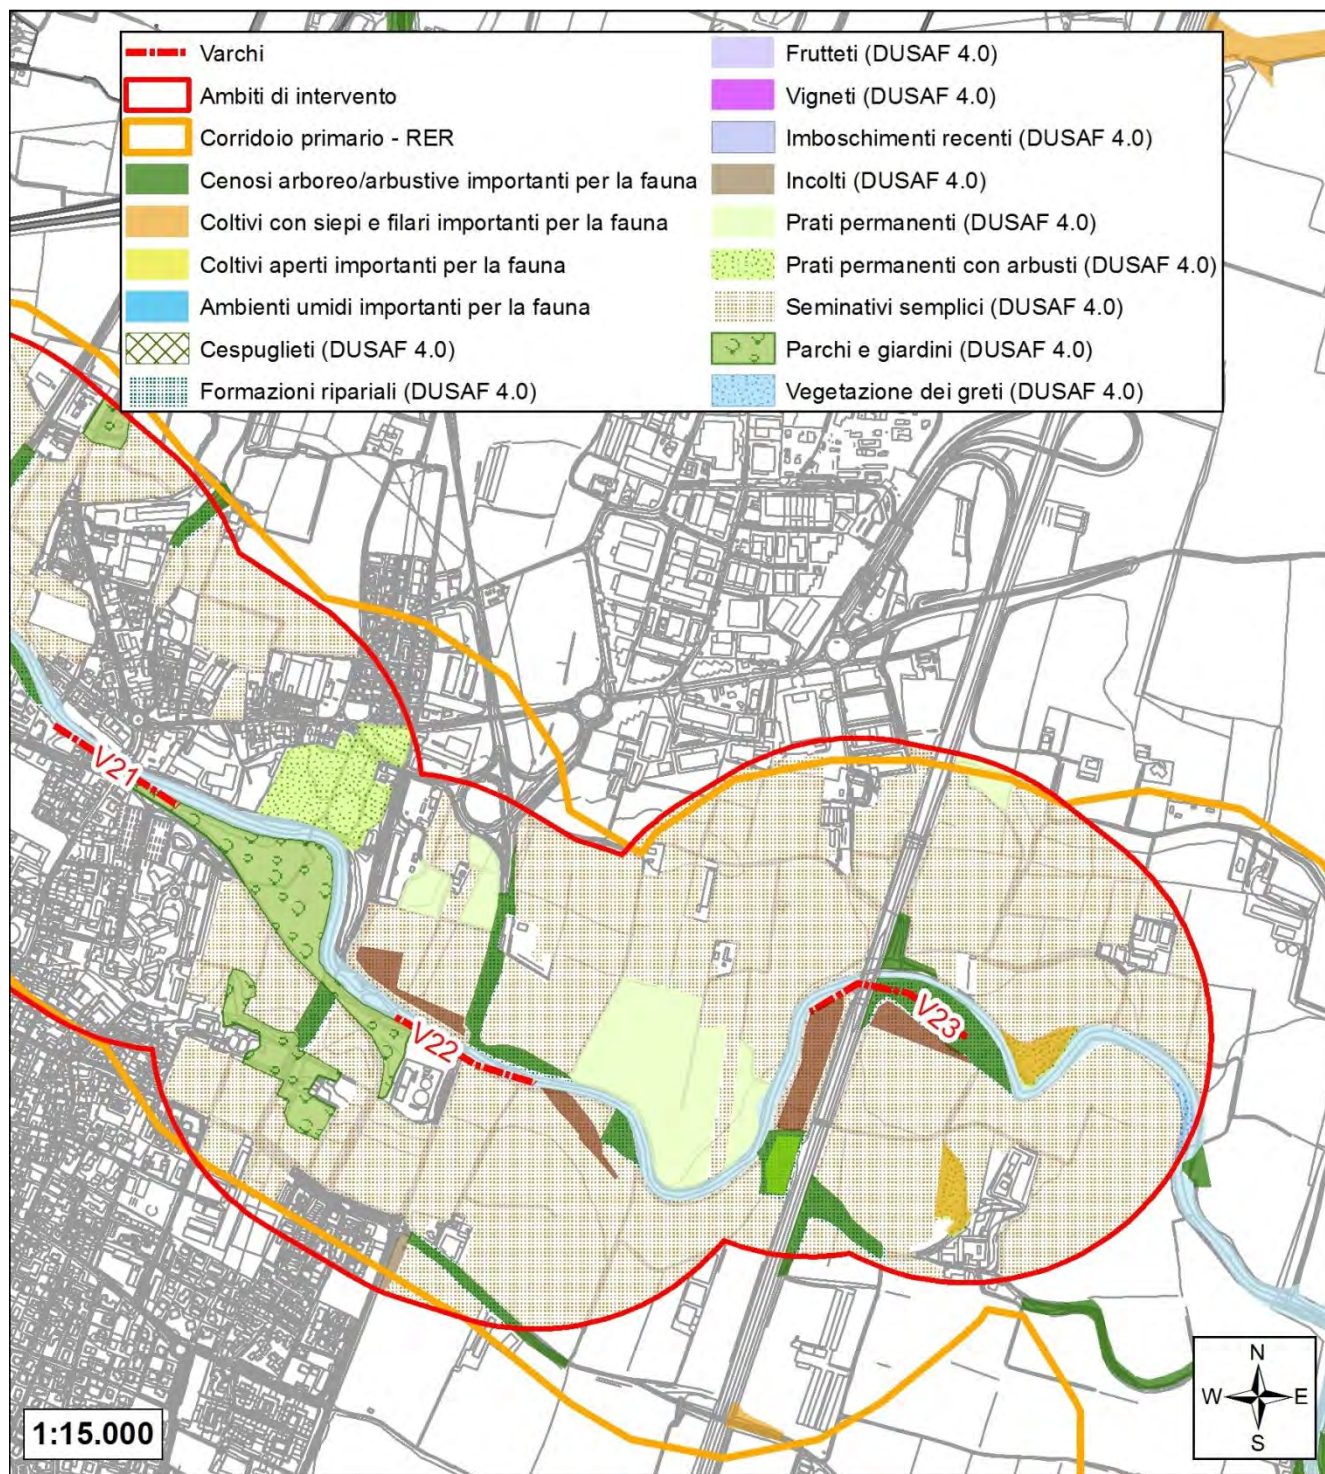 Varchi
Ambiti di intervento
Corridoio primario - RER
Cenosi arboreo/arbustive importanti per la fauna
Coltivi con siepi e filari importanti per la fauna
Coltivi aperti importanti per la fauna
Ambienti umidi importanti per la fauna
Cespuglieti (DUSAF 4.0)
Formazioni ripariali (DUSAF 4.0)
Frutteti (DUSAF 4.0)
Vigneti (DUSAF 4.0)
Imboschimenti recenti (DUSAF 4.0)
Incolti (DUSAF 4.0)
Prati permanenti (DUSAF 4.0)
Prati permanenti con arbusti (DUSAF 4.0)
Seminativi semplici (DUSAF 4.0)
Parchi e giardini (DUSAF 4.0)
Vegetazione dei greti (DUSAF 4.0)
V21
V22
V23
N
W E
S
1:15.000